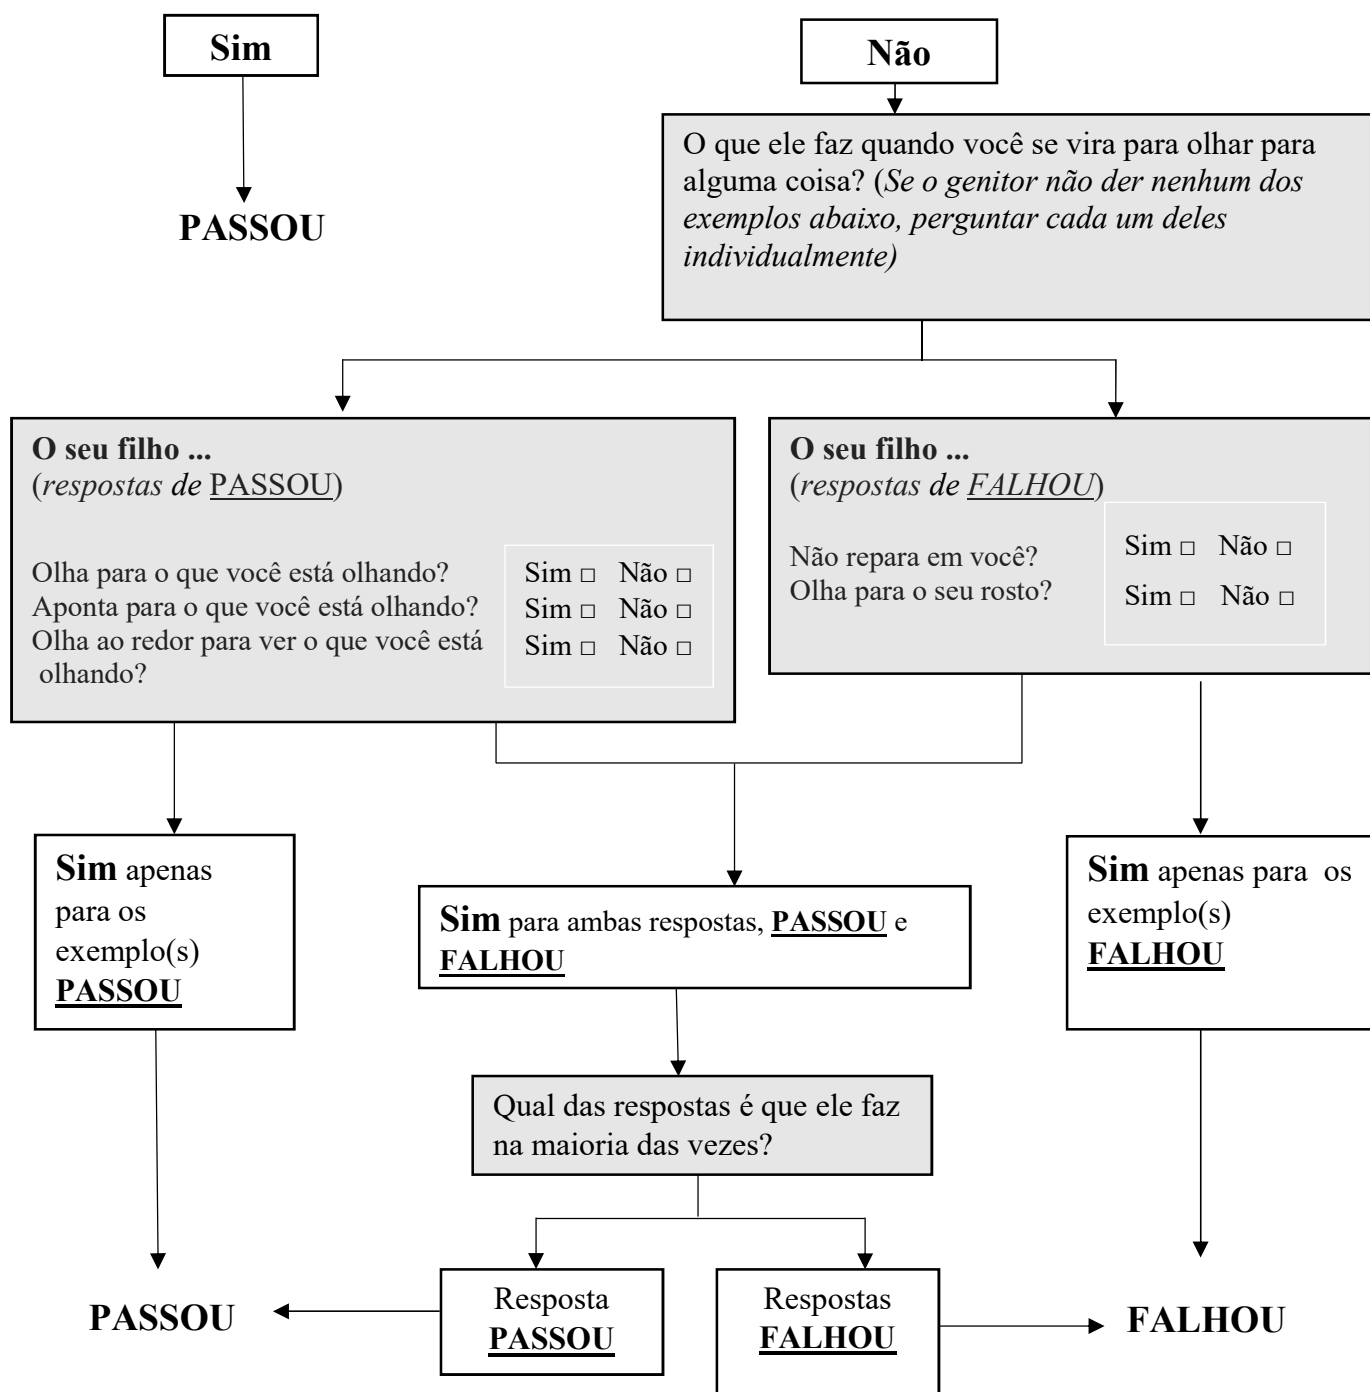 Sim
Não
PASSOU
O que ele faz quando você se vira para olhar para
alguma coisa? (Se o genitor não der nenhum dos
exemplos abaixo, perguntar cada um deles
individualmente)
O seu filho ...
(respostas de PASSOU)
Olha para o que você está olhando? Sim □ Não □
Aponta para o que você está olhando? Sim □ Não □
Olha ao redor para ver o que você está Sim □ Não □
olhando?
O seu filho ...
(respostas de FALHOU)
Não repara em você? Sim □ Não □
Olha para o seu rosto? Sim □ Não □
Sim apenas
para os
exemplo(s)
PASSOU
Sim para ambas respostas, PASSOU e
FALHOU
Sim apenas para os
exemplo(s)
FALHOU
Qual das respostas é que ele faz
na maioria das vezes?
PASSOU
Resposta
PASSOU
Respostas
FALHOU
FALHOU